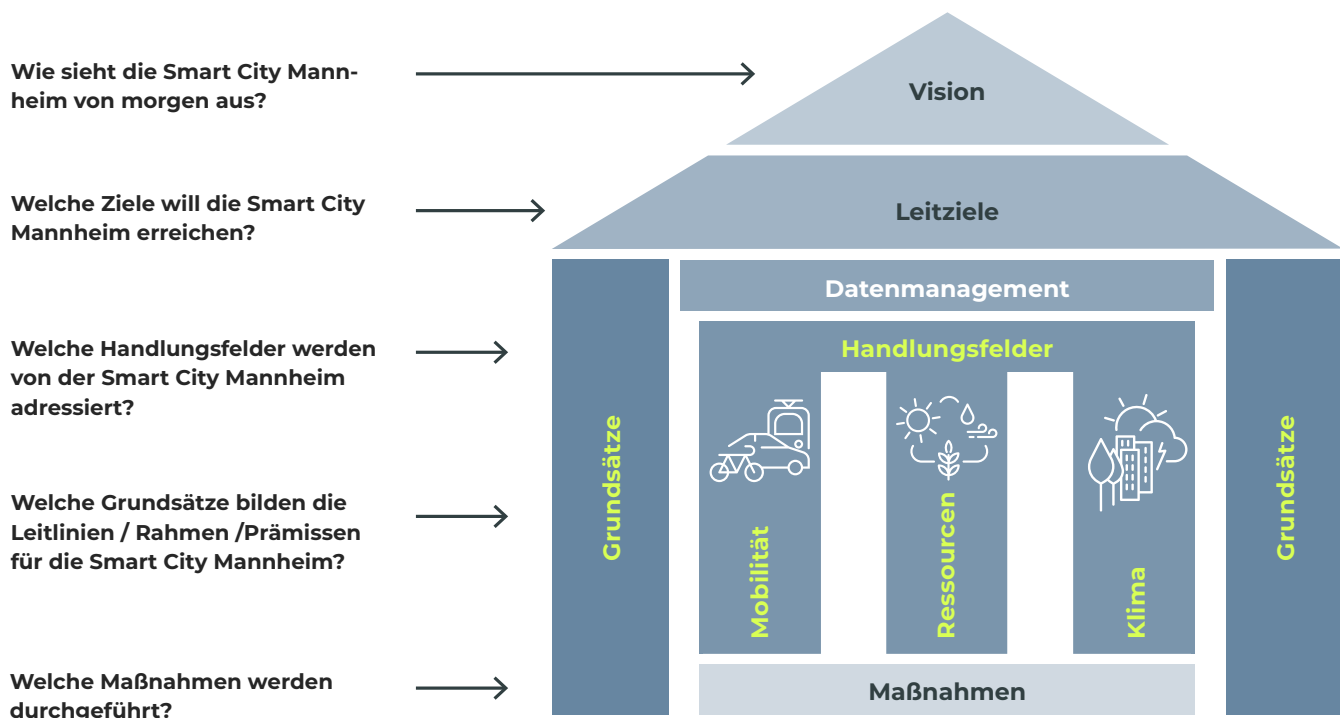 Wie sieht die Smart City Mann-
heim von morgen aus?
Vision
Welche Ziele will die Smart City
Mannheim erreichen?
Leitziele
Datenmanagement
Welche Handlungsfelder werden
von der Smart City Mannheim
adressiert?
Handlungsfelder
Grundsätze
Mobilität
Ressourcen
Klima
Grundsätze
Welche Grundsätze bilden die
Leitlinien / Rahmen /Prämissen
für die Smart City Mannheim?
Welche Maßnahmen werden
durchgeführt?
Maßnahmen